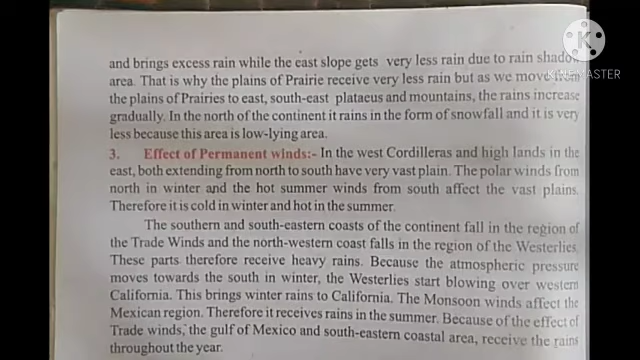 and brings excess rain while the east slope gets very less rain due to rain shadow
area. That is why the plains of Prairie receive very less rain but as we move from
the plains of Prairies to east, south-east plataeus and mountains, the rains increase
gradually. In the north of the continent it rains in the form of snowfall and it is very
less because this area is low-lying area.
3. Effect of Permanent winds:- In the west Cordilleras and high lands in the
east, both extending from north to south have very vast plain. The polar winds from
north in winter and the hot summer winds from south affect the vast plains.
Therefore it is cold in winter and hot in the summer.
The southern and south-eastern coasts of the continent fall in the region of
the Trade Winds and the north-western coast falls in the region of the Westerlies.
These parts therefore receive heavy rains. Because the atmospheric pressure
moves towards the south in winter, the Westerlies start blowing over western
California. This brings winter rains to California. The Monsoon winds affect the
Mexican region. Therefore it receives rains in the summer. Because of the effect of
Trade winds, the gulf of Mexico and south-eastern coastal area, receive the rains
throughout the year.
KINEMASTER